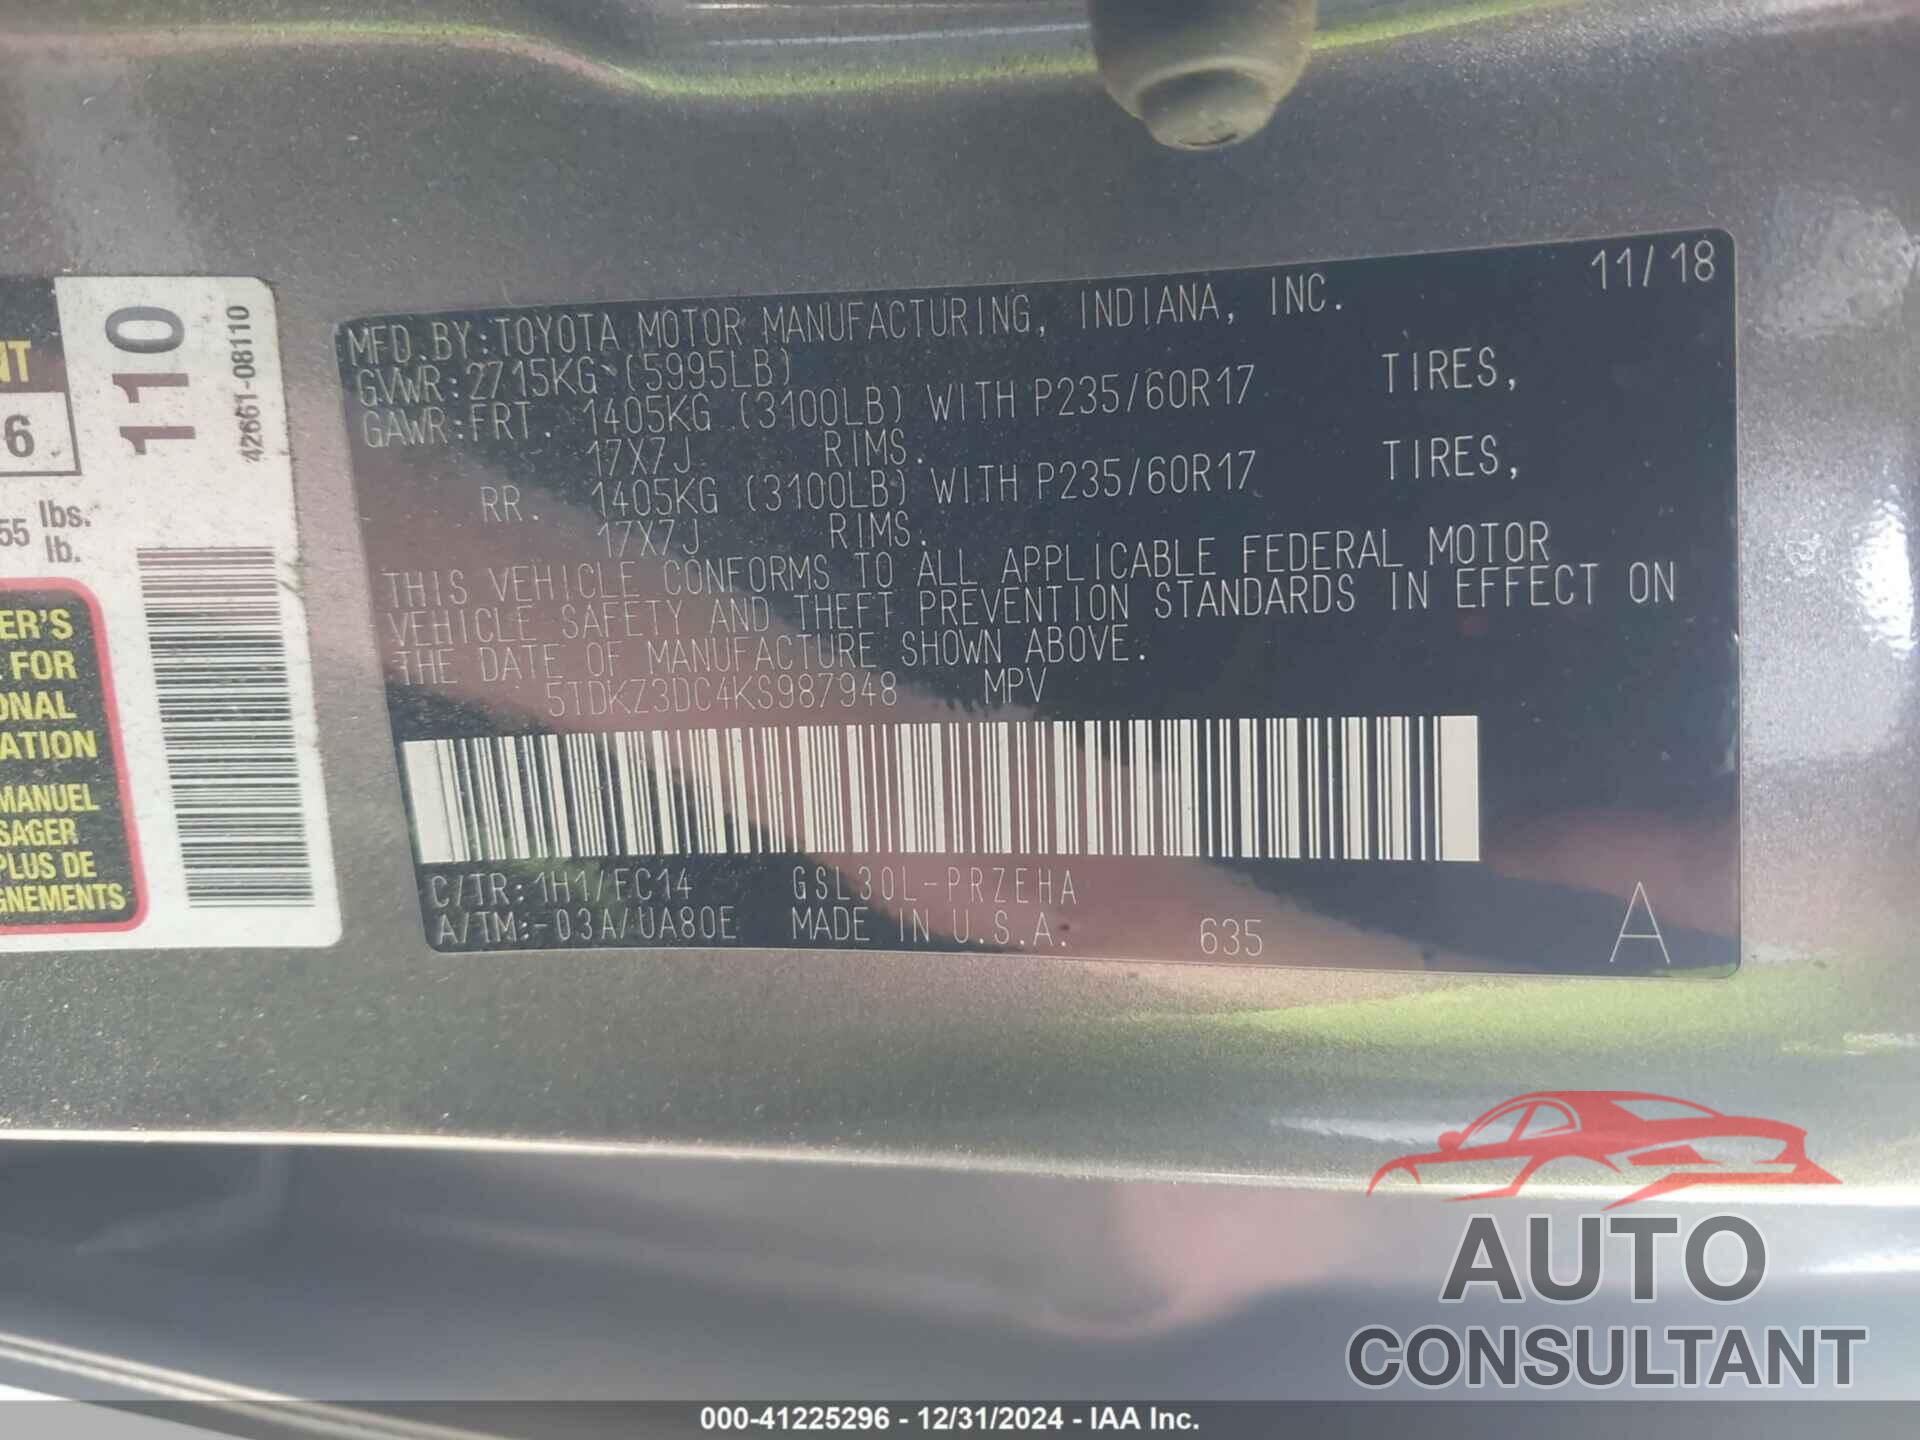 MFD.BY:TOYOTA MOTOR MANUFACTURING, INDIANA, INC. 11/18
GVWR:2715KG (5995LB)
GAWR:FRT. 1405KG (3100LB) WITH P235/60R17 TIRES,
17X7J RIMS.
RR. 1405KG (3100LB) WITH P235/60R17 TIRES,
17X7J RIMS.
THIS VEHICLE CONFORMS TO ALL APPLICABLE FEDERAL MOTOR
VEHICLE SAFETY AND THEFT PREVENTION STANDARDS IN EFFECT ON
THE DATE OF MANUFACTURE SHOWN ABOVE.
5TDKZ3DC4KS987948 MPV
C/TR:1H1/FC14 GSL30L-PRZEHA
A/TM:-03A/UA80E MADE IN U.S.A. 635 A
NT
6
55 lbs.
lb.
110
42661-08110
ER'S
E FOR
ONAL
ATION
MANUEL
SAGER
PLUS DE
GNEMENTS
AUTO
CONSULTANT
000-41225296 - 12/31/2024 - IAA Inc.